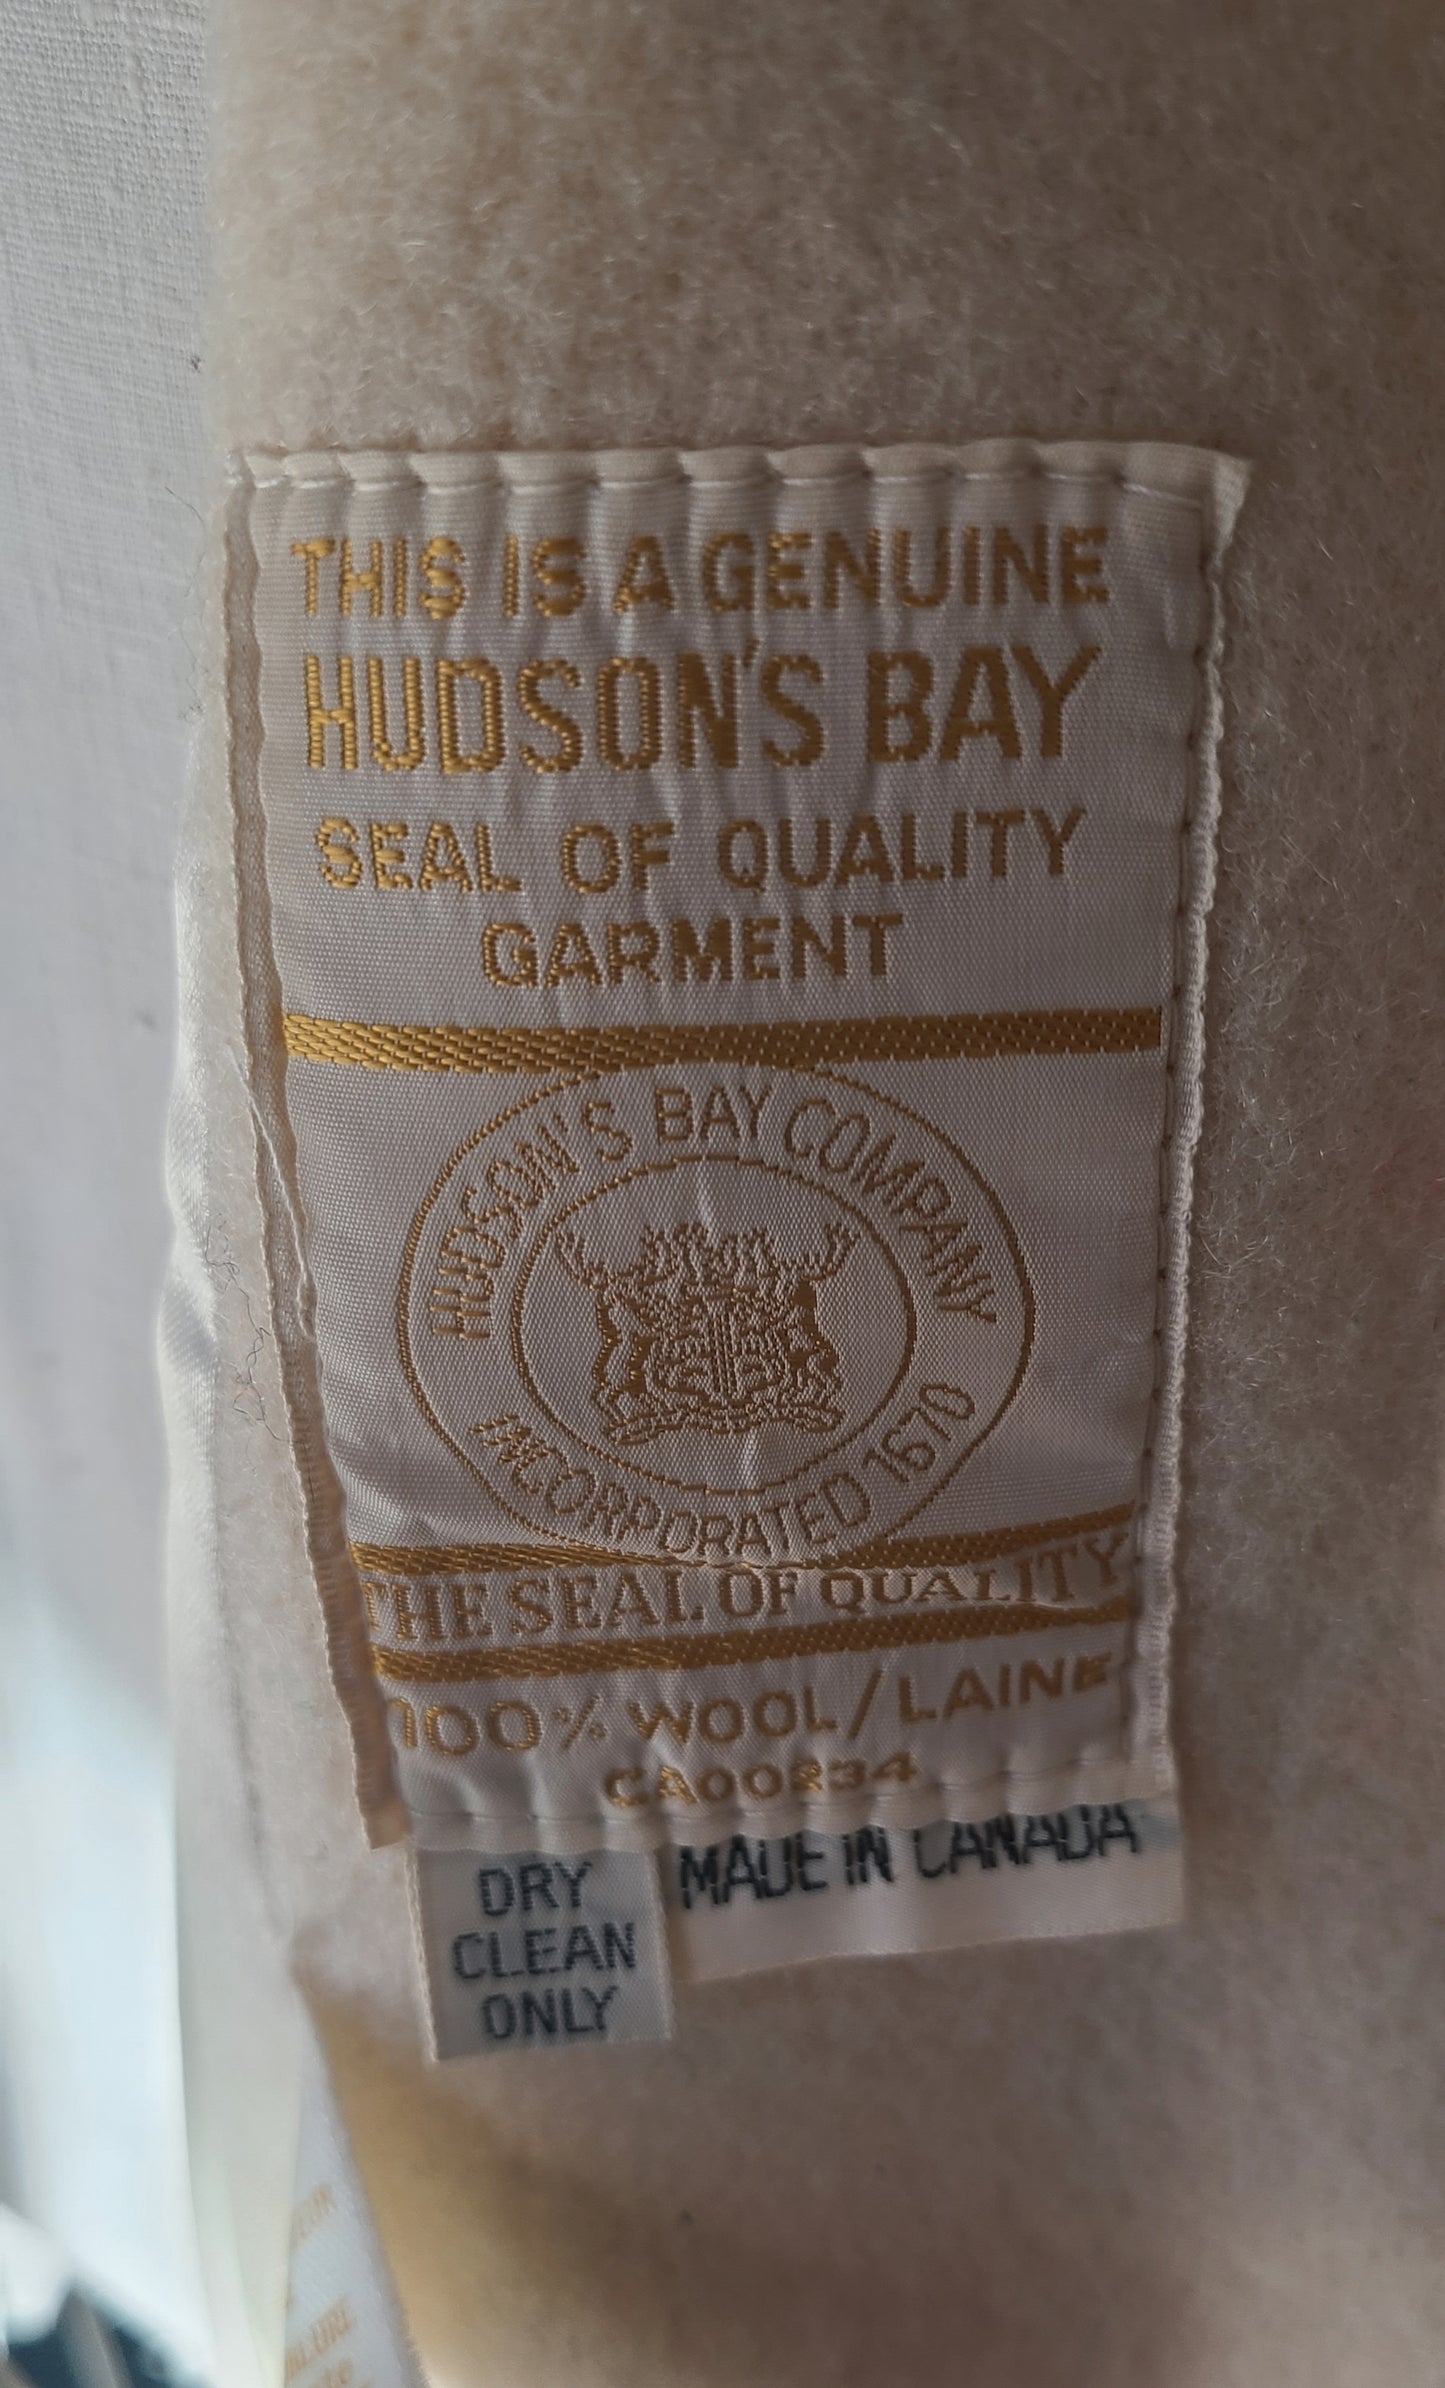 THIS IS A GENUINE
HUDSON'S BAY
SEAL OF QUALITY
GARMENT
HUDSON'S BAY COMPANY
INCORPORATED 1670
THE SEAL OF QUALITY
100% WOOL/LAINE
CA00234
MADE IN CANADA
DRY
CLEAN
ONLY